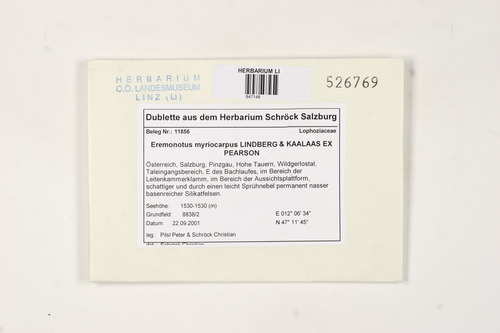 HERBARIUM
O.Ö. LANDESMUSEUM
LINZ (LI)
HERBARIUM LI
526769
Dublette aus dem Herbarium Schröck Salzburg
Beleg Nr.: 11856 Lophoziaceae
Eremonotus myriocarpus LINDBERG & KAALAAS EX
PEARSON
Österreich, Salzburg, Pinzgau, Hohe Tauern, Wildgerlostal,
Taleingangsbereich, E des Bachlaufes, im Bereich der
Leitenkammerklamm, im Bereich der Aussichtsplattform,
schattiger und durch einen leicht Sprühnebel permanent nasser
basenreicher Silikatfelsen.
Seehöhe: 1530-1530 (m)
Grundfeld: 8838/2 E 012° 06' 34"
Datum: 22.09.2001 N 47° 11' 45"
leg.: Pilsl Peter & Schröck Christian